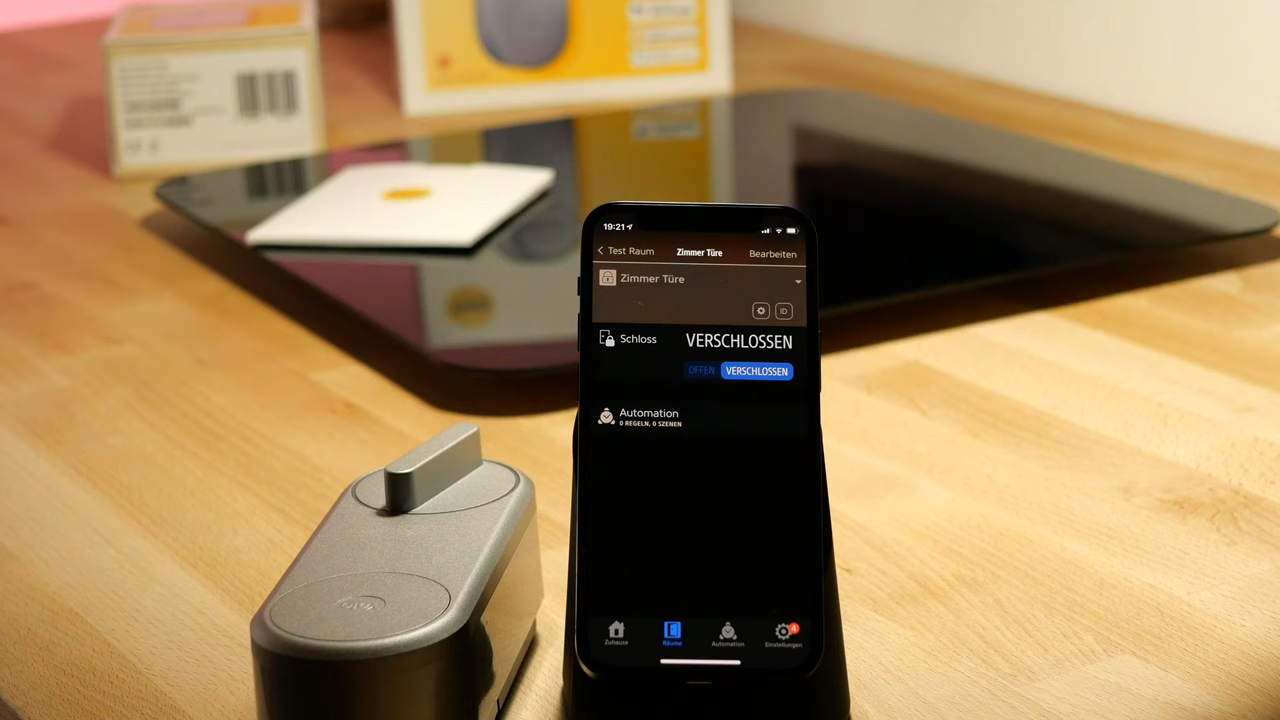 19:21
Test Raum
Zimmer Türe
Bearbeiten
Zimmer Türe
ID
Schloss
VERSCHLOSSEN
OFFEN
VERSCHLOSSEN
Automation
0 REGELN, 0 SZENEN
Zuhause
Räume
Automation
Einstellungen
4